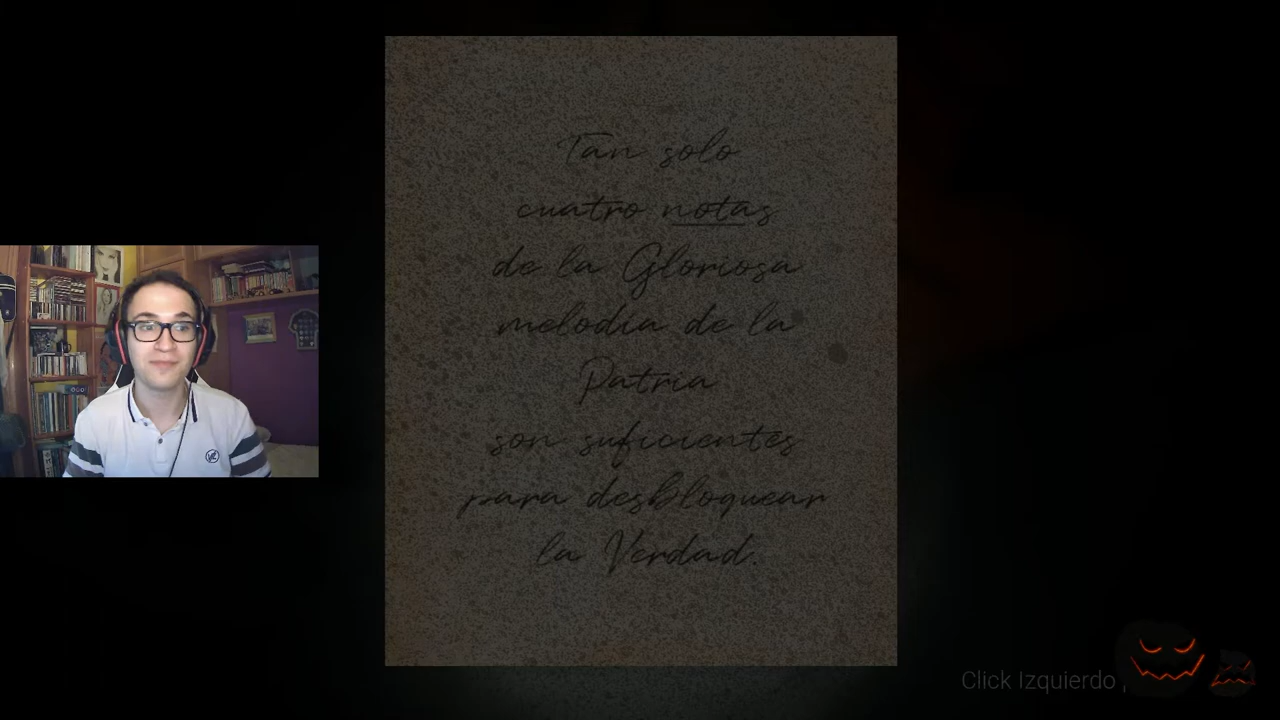 Tan solo
cuatro notas
de la Gloriosa
melodía de la
Patria
son suficientes
para desbloquear
la Verdad.
Click Izquierdo